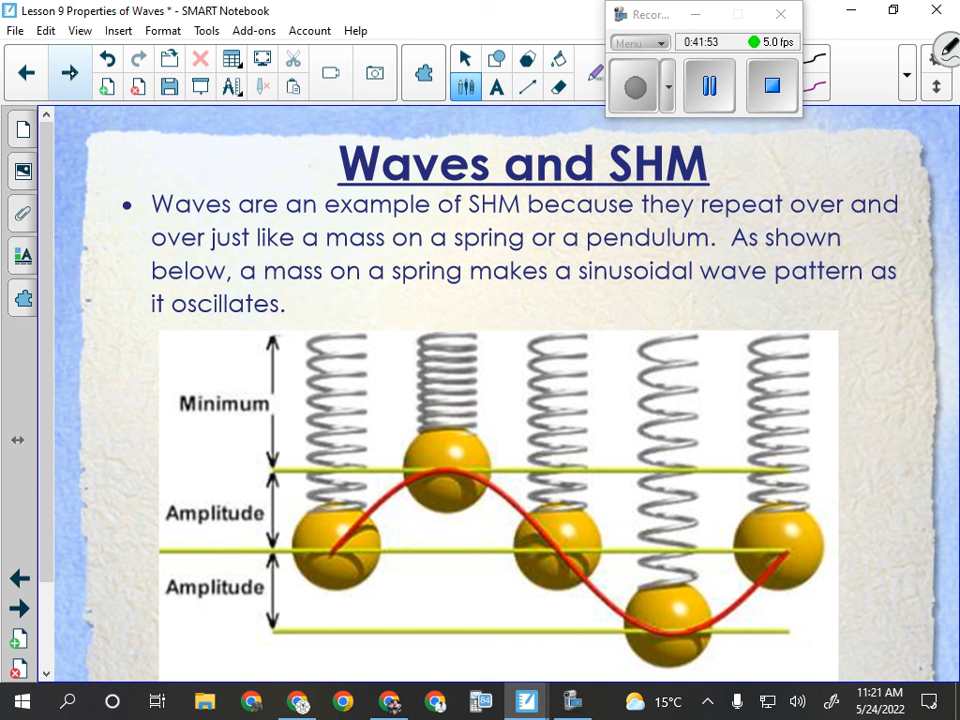 Lesson 9 Properties of Waves * - SMART Notebook
Recor...
File Edit View Insert Format Tools Add-ons Account Help
Menu 0:41:53 5.0 fps
Waves and SHM
• Waves are an example of SHM because they repeat over and
over just like a mass on a spring or a pendulum. As shown
below, a mass on a spring makes a sinusoidal wave pattern as
it oscillates.
Minimum
Amplitude
Amplitude
15°C
11:21 AM
5/24/2022